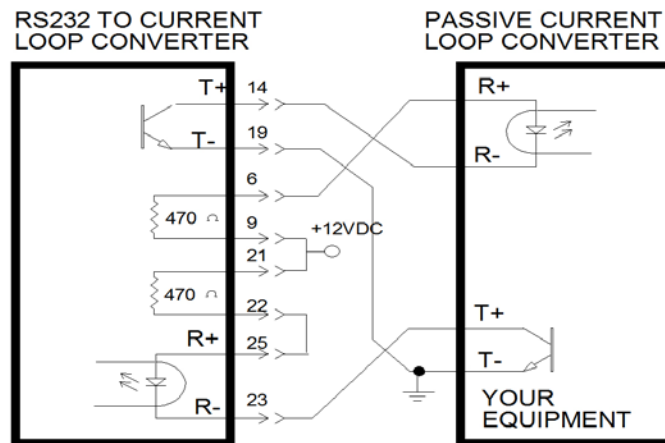 RS232 TO CURRENT
LOOP CONVERTER
PASSIVE CURRENT
LOOP CONVERTER
T+
14
T-
19
6
470 Ω
9
+12VDC
21
470 Ω
22
R+
25
R-
23
R+
R-
T+
T-
YOUR
EQUIPMENT